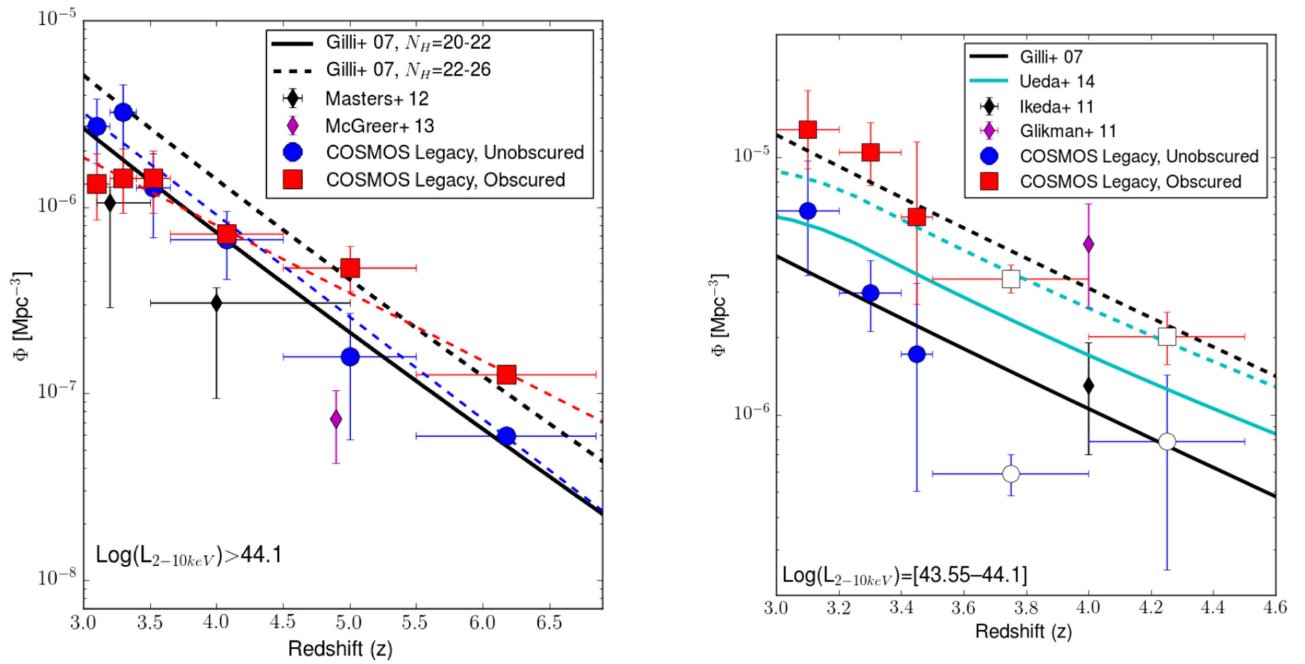 10⁻⁵
10⁻⁶
10⁻⁷
10⁻⁸
Φ [Mpc⁻³]
Gilli+ 07, N_H=20-22
Gilli+ 07, N_H=22-26
Masters+ 12
McGreer+ 13
COSMOS Legacy, Unobscured
COSMOS Legacy, Obscured
Log(L₂₋₁₀keV)>44.1
3.0 3.5 4.0 4.5 5.0 5.5 6.0 6.5
Redshift (z)
10⁻⁵
10⁻⁶
Φ [Mpc⁻³]
Gilli+ 07
Ueda+ 14
Ikeda+ 11
Glikman+ 11
COSMOS Legacy, Unobscured
COSMOS Legacy, Obscured
Log(L₂₋₁₀keV)=[43.55–44.1]
3.0 3.2 3.4 3.6 3.8 4.0 4.2 4.4 4.6
Redshift (z)